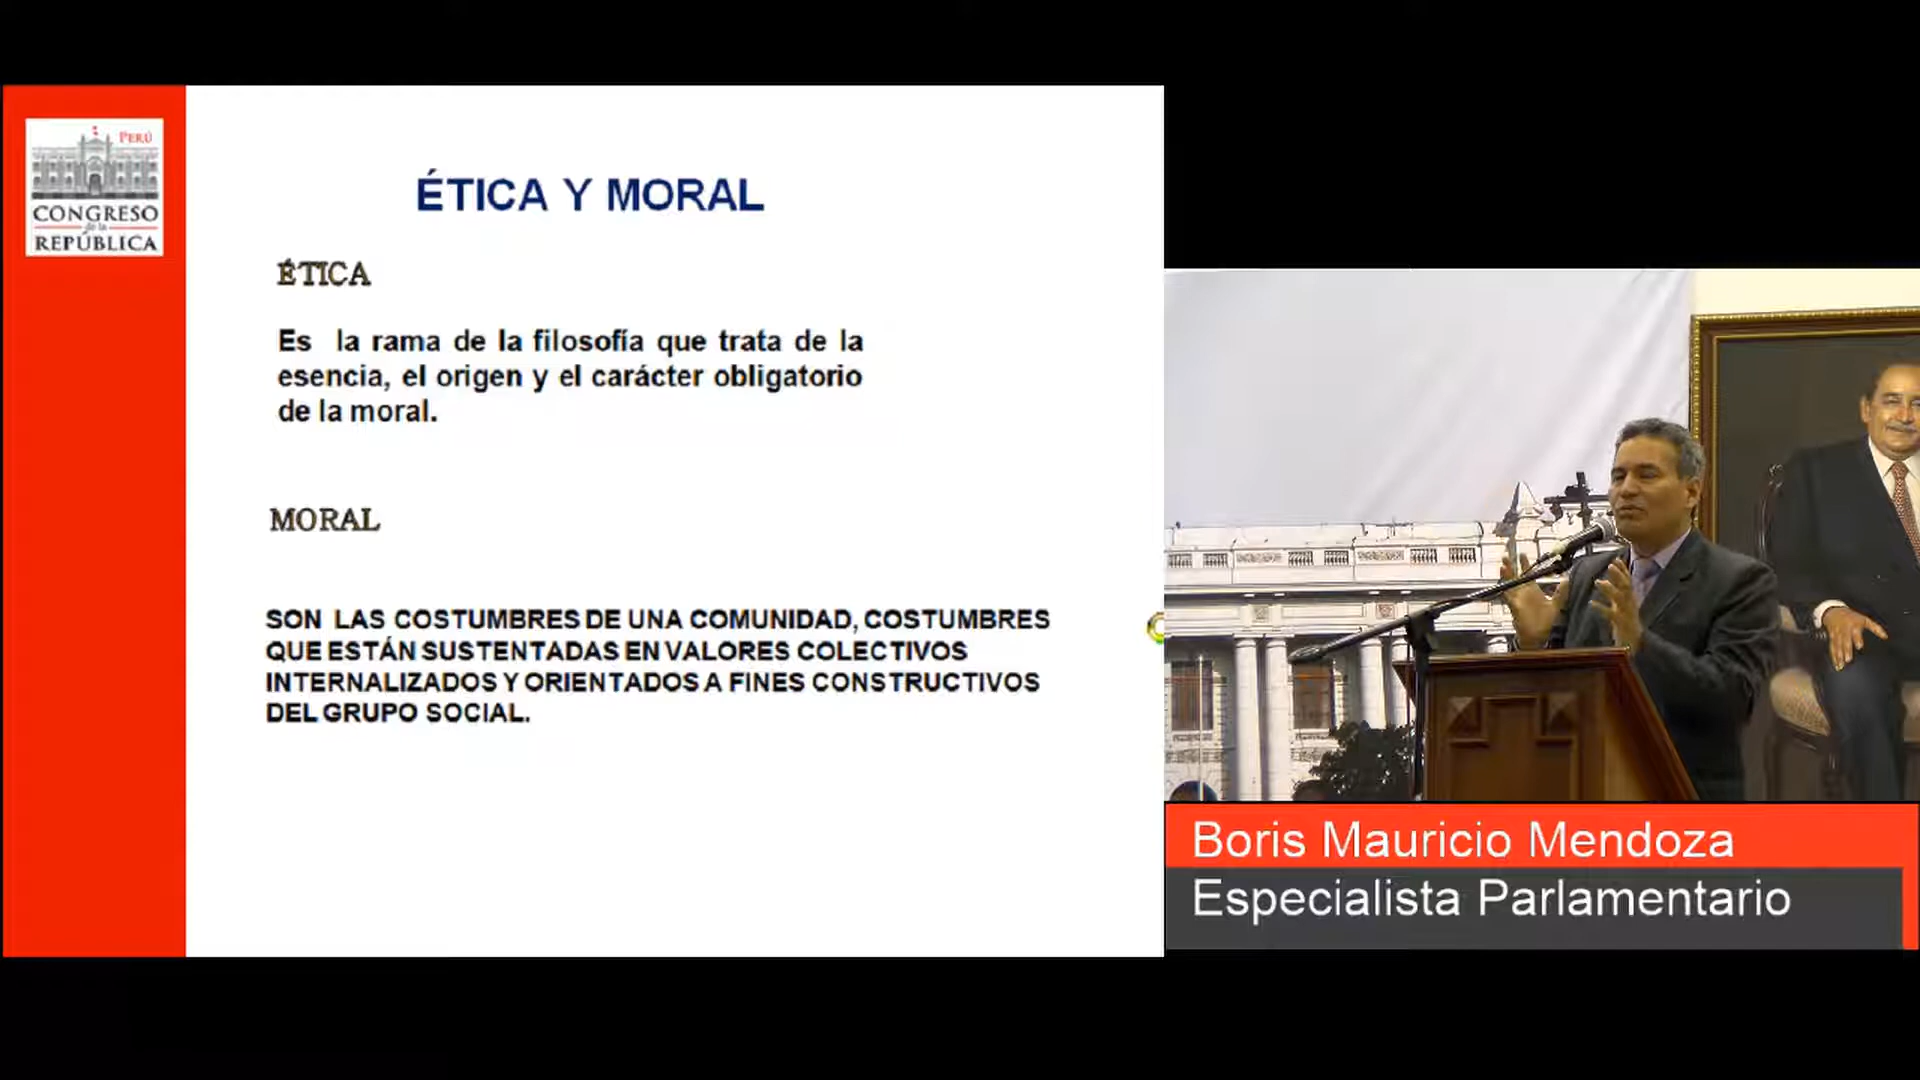 PERÚ
CONGRESO
de la
REPÚBLICA
ÉTICA Y MORAL
ÉTICA
Es la rama de la filosofía que trata de la
esencia, el origen y el carácter obligatorio
de la moral.
MORAL
SON LAS COSTUMBRES DE UNA COMUNIDAD, COSTUMBRES
QUE ESTÁN SUSTENTADAS EN VALORES COLECTIVOS
INTERNALIZADOS Y ORIENTADOS A FINES CONSTRUCTIVOS
DEL GRUPO SOCIAL.
Boris Mauricio Mendoza
Especialista Parlamentario